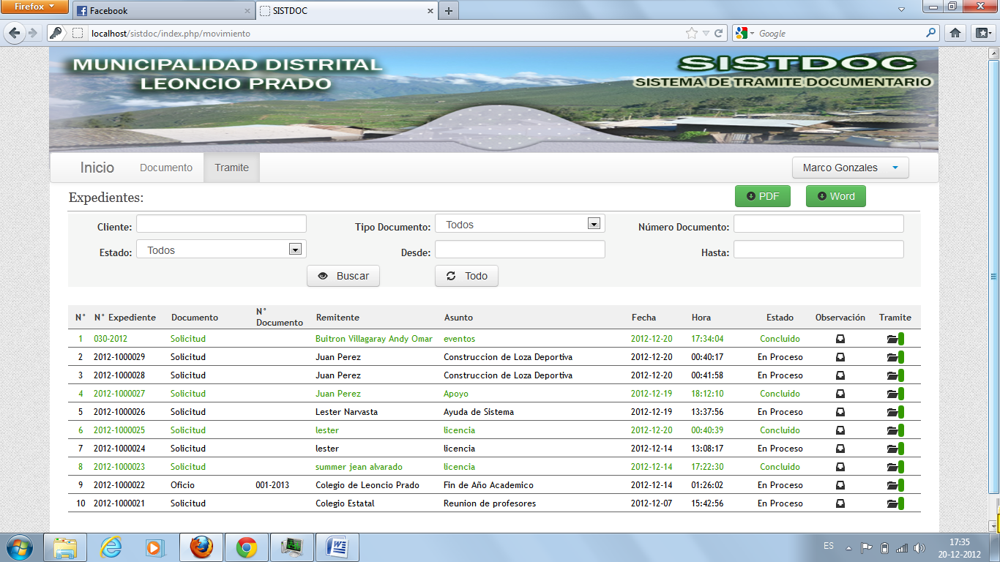 Firefox
Facebook
SISTDOC
localhost/sistdoc/index.php/movimento
Google
MUNICIPALIDAD DISTRITAL
LEONCIO PRADO
SISTDOC
SISTEMA DE TRAMITE DOCUMENTARIO
Inicio Documento Tramite Marco Gonzales
Expedientes: PDF Word
Cliente: Tipo Documento: Todos Número Documento:
Estado: Todos Desde: Hasta:
Buscar Todo
N° N° Expediente Documento N° Documento Remitente Asunto Fecha Hora Estado Observación Tramite
1 030-2012 Solicitud Buitron Villagaray Andy Omar eventos 2012-12-20 17:34:04 Concluido
2 2012-1000029 Solicitud Juan Perez Construccion de Loza Deportiva 2012-12-20 00:40:17 En Proceso
3 2012-1000028 Solicitud Juan Perez Construccion de Loza Deportiva 2012-12-20 00:41:58 En Proceso
4 2012-1000027 Solicitud Juan Perez Apoyo 2012-12-19 18:12:10 Concluido
5 2012-1000026 Solicitud Lester Narvasta Ayuda de Sistema 2012-12-19 13:37:56 En Proceso
6 2012-1000025 Solicitud lester licencia 2012-12-20 00:40:39 Concluido
7 2012-1000024 Solicitud lester licencia 2012-12-14 13:08:17 En Proceso
8 2012-1000023 Solicitud summer jean alvarado licencia 2012-12-14 17:22:30 Concluido
9 2012-1000022 Oficio 001-2013 Colegio de Leoncio Prado Fin de Año Academico 2012-12-14 01:26:02 En Proceso
10 2012-1000021 Solicitud Colegio Estatal Reunion de profesores 2012-12-07 15:42:56 En Proceso
ES
17:35
20-12-2012